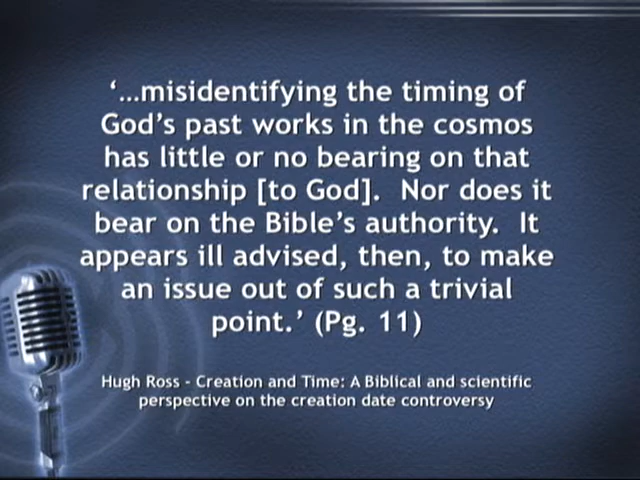 ‘...misidentifying the timing of
God’s past works in the cosmos
has little or no bearing on that
relationship [to God].  Nor does it
bear on the Bible’s authority.  It
appears ill advised, then, to make
an issue out of such a trivial
point.’ (Pg. 11)
Hugh Ross - Creation and Time: A Biblical and scientific
perspective on the creation date controversy